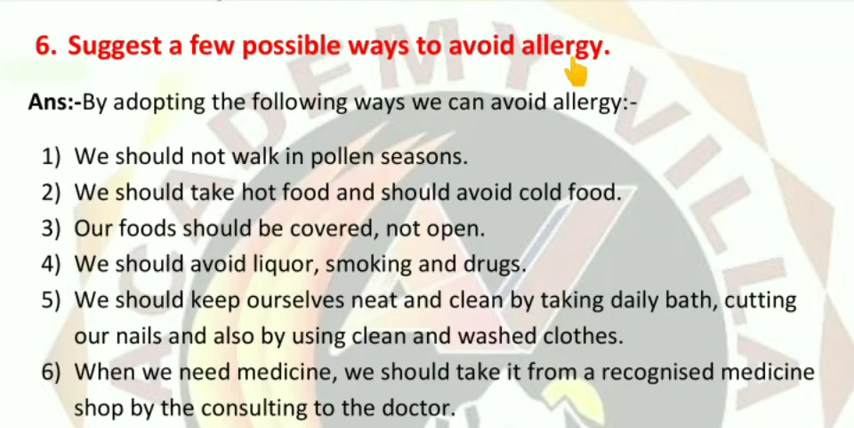 6. Suggest a few possible ways to avoid allergy.
Ans:-By adopting the following ways we can avoid allergy:-
1) We should not walk in pollen seasons.
2) We should take hot food and should avoid cold food.
3) Our foods should be covered, not open.
4) We should avoid liquor, smoking and drugs.
5) We should keep ourselves neat and clean by taking daily bath, cutting
our nails and also by using clean and washed clothes.
6) When we need medicine, we should take it from a recognised medicine
shop by the consulting to the doctor.
ACADEMY VILLA